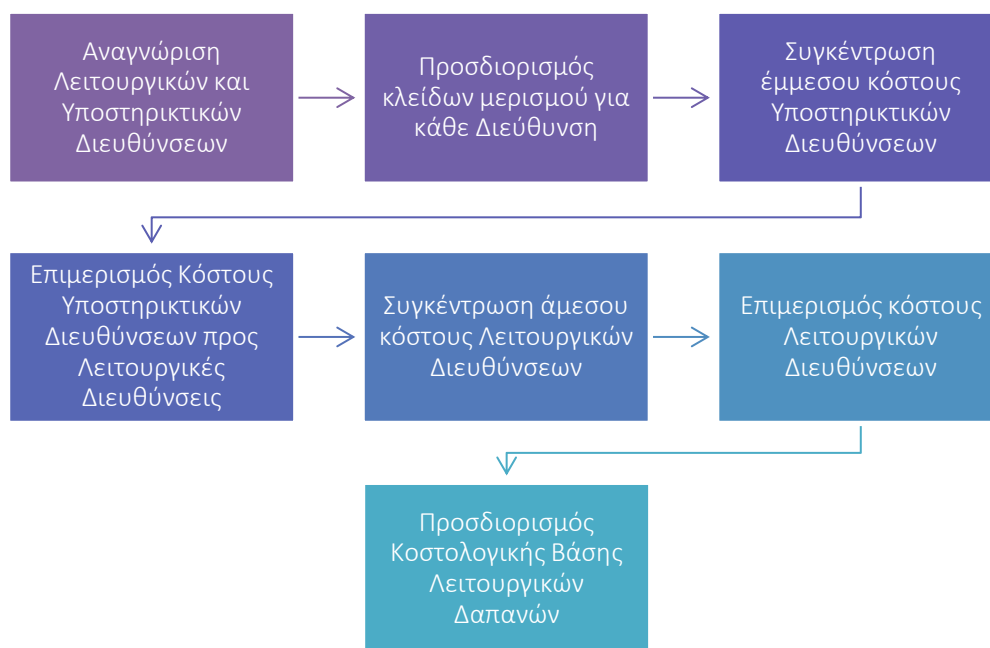 Αναγνώριση
Λειτουργικών και
Υποστηρικτικών
Διευθύνσεων
Προσδιορισμός
κλείδων μερισμού για
κάθε Διεύθυνση
Συγκέντρωση
έμμεσου κόστους
Υποστηρικτικών
Διευθύνσεων
Επιμερισμός Κόστους
Υποστηρικτικών
Διευθύνσεων προς
Λειτουργικές
Διευθύνσεις
Συγκέντρωση άμεσου
κόστους Λειτουργικών
Διευθύνσεων
Επιμερισμός κόστους
Λειτουργικών
Διευθύνσεων
Προσδιορισμός
Κοστολογικής Βάσης
Λειτουργικών
Δαπανών